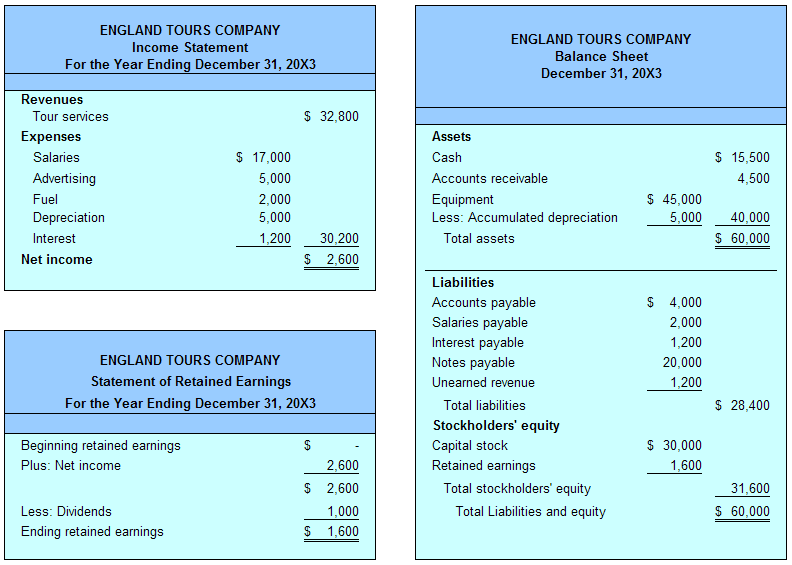 ENGLAND TOURS COMPANY
Income Statement
For the Year Ending December 31, 20X3
Revenues
Tour services $ 32,800
Expenses
Salaries $ 17,000
Advertising 5,000
Fuel 2,000
Depreciation 5,000
Interest 1,200 30,200
Net income $ 2,600
ENGLAND TOURS COMPANY
Statement of Retained Earnings
For the Year Ending December 31, 20X3
Beginning retained earnings $ -
Plus: Net income 2,600
$ 2,600
Less: Dividends 1,000
Ending retained earnings $ 1,600
ENGLAND TOURS COMPANY
Balance Sheet
December 31, 20X3
Assets
Cash $ 15,500
Accounts receivable 4,500
Equipment $ 45,000
Less: Accumulated depreciation 5,000 40,000
Total assets $ 60,000
Liabilities
Accounts payable $ 4,000
Salaries payable 2,000
Interest payable 1,200
Notes payable 20,000
Unearned revenue 1,200
Total liabilities $ 28,400
Stockholders' equity
Capital stock $ 30,000
Retained earnings 1,600
Total stockholders' equity 31,600
Total Liabilities and equity $ 60,000